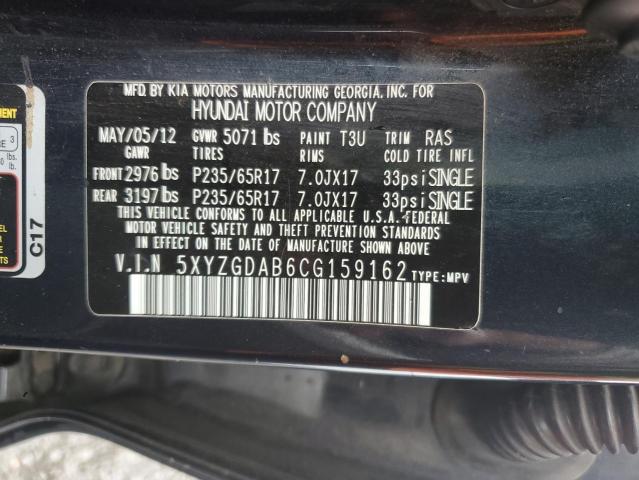 MFD. BY KIA MOTORS MANUFACTURING GEORGIA, INC. FOR
HYUNDAI MOTOR COMPANY
MAY/05/12 GVWR 5071 lbs PAINT T3U TRIM RAS
GAWR TIRES RIMS COLD TIRE INFL
FRONT 2976 lbs P235/65R17 7.0JX17 33psi SINGLE
REAR 3197 lbs P235/65R17 7.0JX17 33psi SINGLE
THIS VEHICLE CONFORMS TO ALL APPLICABLE U.S.A. FEDERAL
MOTOR VEHICLE SAFETY AND THEFT PREVENTION STANDARDS
IN EFFECT ON THE DATE OF MANUFACTURE SHOWN ABOVE.
V.I.N 5XYZGDAB6CG159162 TYPE:MPV
C17
3
lbs.